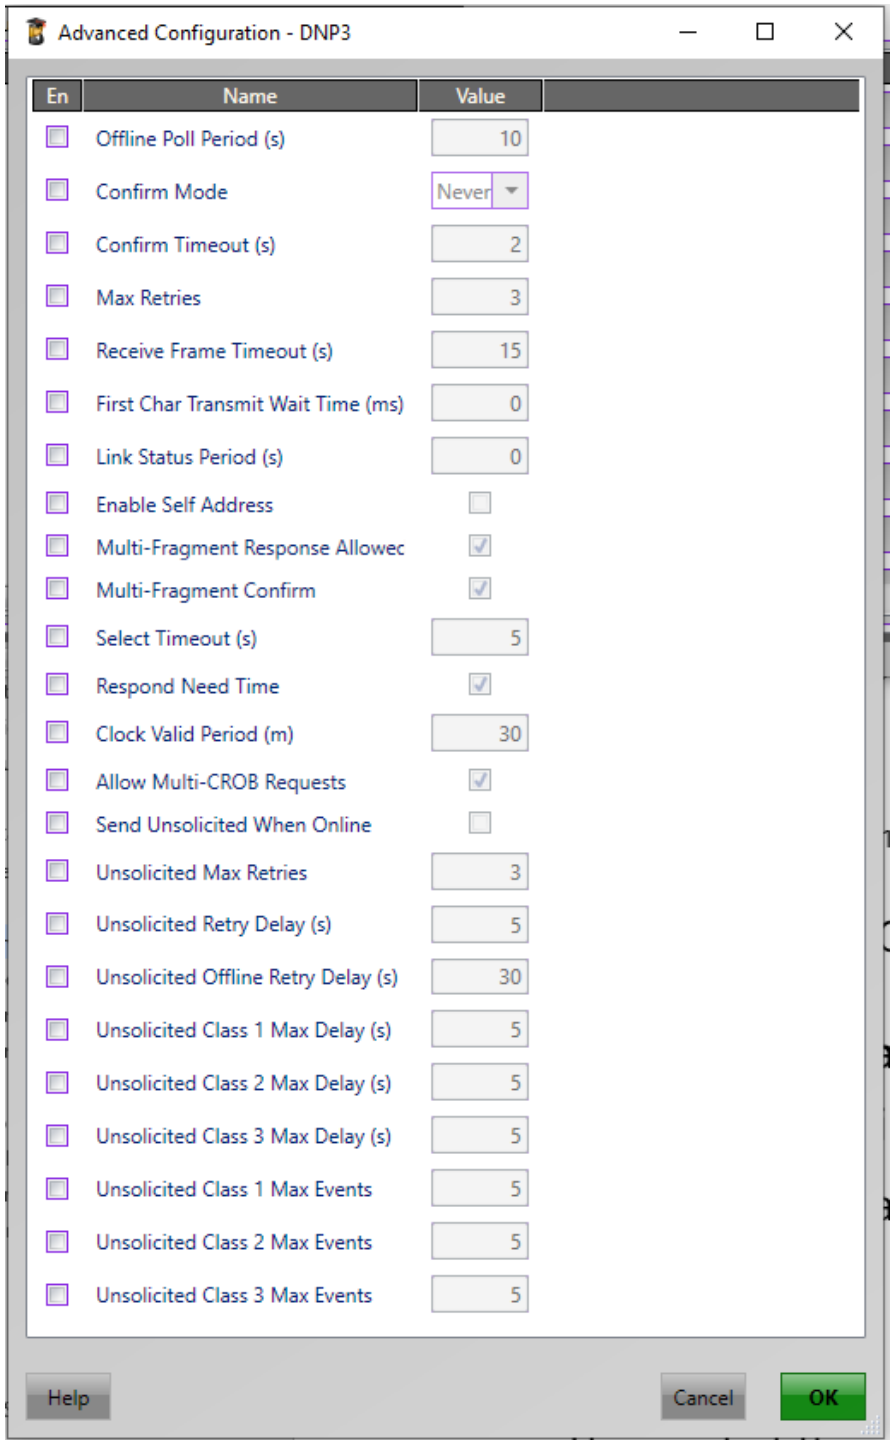 Advanced Configuration - DNP3
En Name Value
Offline Poll Period (s) 10
Confirm Mode Never
Confirm Timeout (s) 2
Max Retries 3
Receive Frame Timeout (s) 15
First Char Transmit Wait Time (ms) 0
Link Status Period (s) 0
Enable Self Address
Multi-Fragment Response Allowec
Multi-Fragment Confirm
Select Timeout (s) 5
Respond Need Time
Clock Valid Period (m) 30
Allow Multi-CROB Requests
Send Unsolicited When Online
Unsolicited Max Retries 3
Unsolicited Retry Delay (s) 5
Unsolicited Offline Retry Delay (s) 30
Unsolicited Class 1 Max Delay (s) 5
Unsolicited Class 2 Max Delay (s) 5
Unsolicited Class 3 Max Delay (s) 5
Unsolicited Class 1 Max Events 5
Unsolicited Class 2 Max Events 5
Unsolicited Class 3 Max Events 5
Help Cancel OK